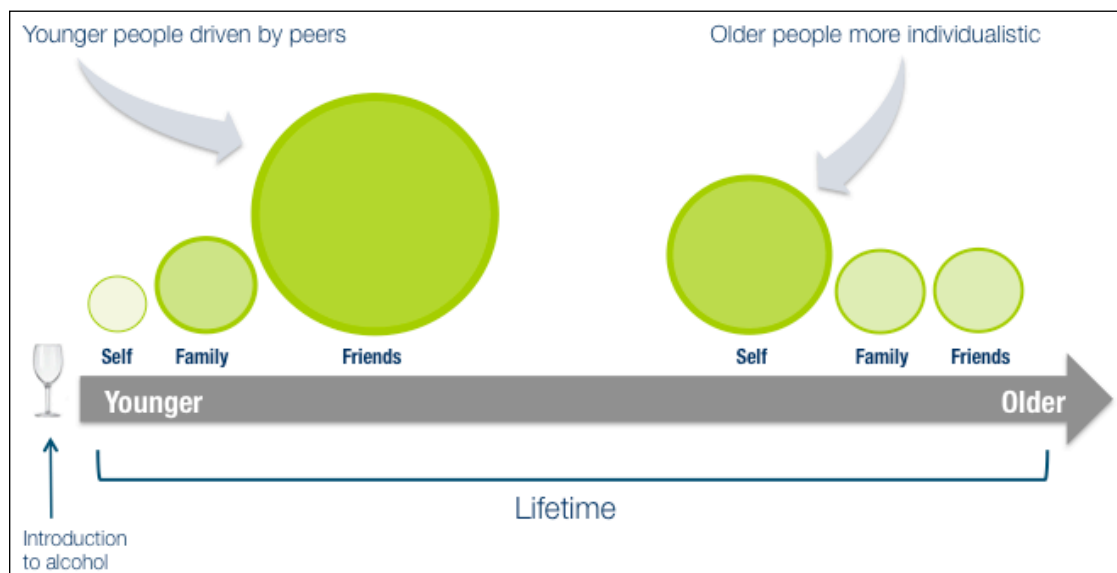 Younger people driven by peers
Older people more individualistic
Self
Family
Friends
Self
Family
Friends
Younger
Older
Lifetime
Introduction
to alcohol